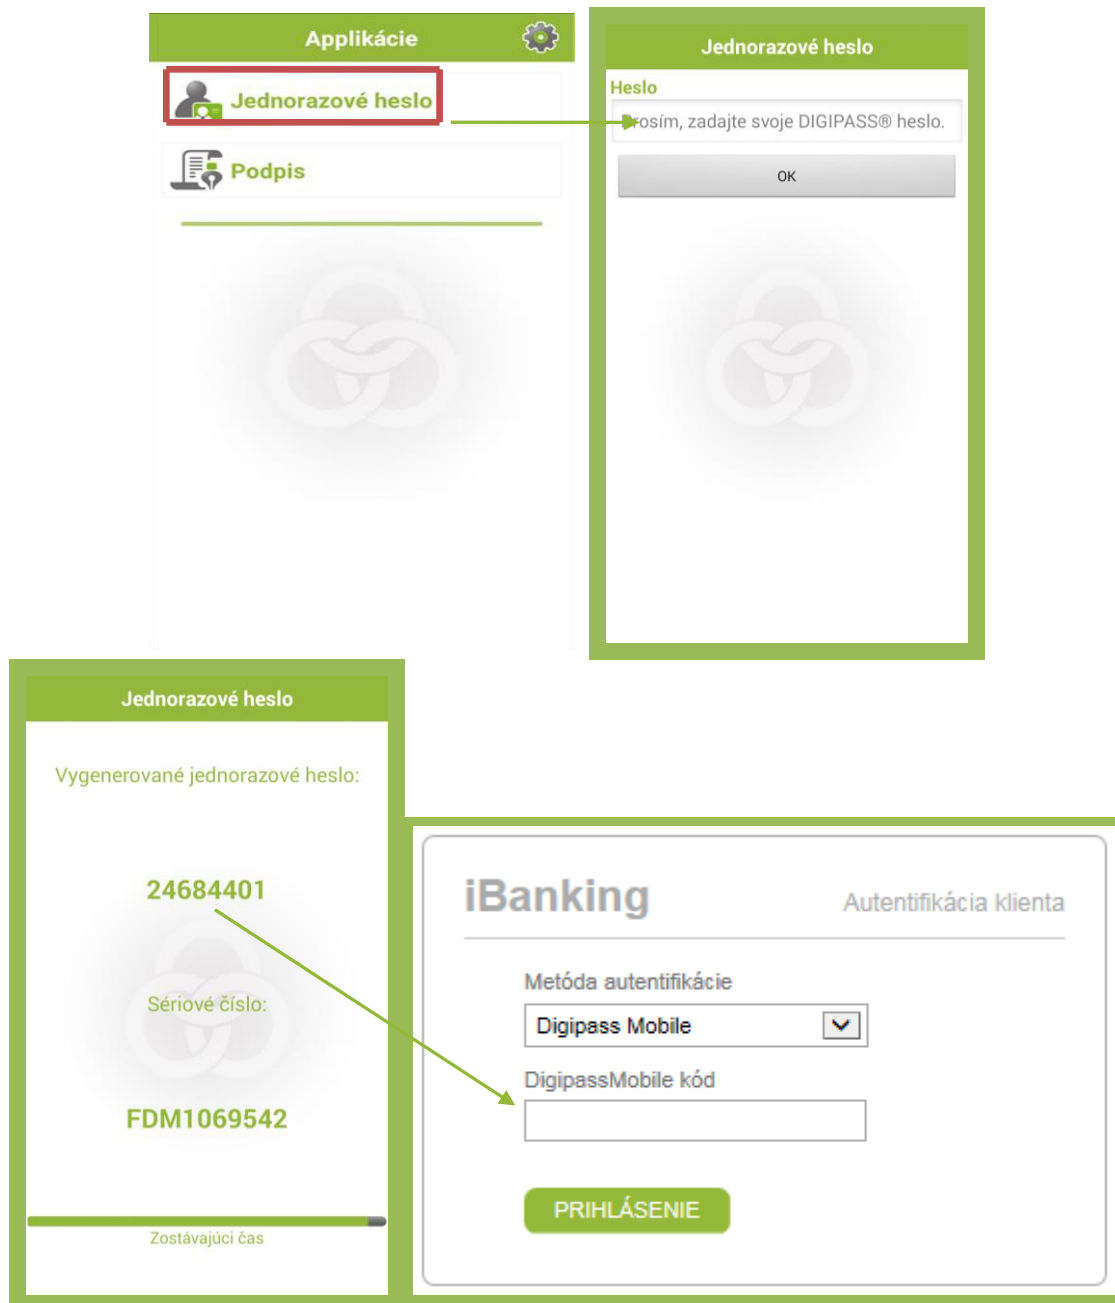 Applikácie
Jednorazové heslo
Podpis
Jednorazové heslo
Heslo
Prosím, zadajte svoje DIGIPASS® heslo.
OK
Jednorazové heslo
Vygenerované jednorazové heslo:
24684401
Sériové číslo:
FDM1069542
Zostávajúci čas
iBanking
Autentifikácia klienta
Metóda autentifikácie
Digipass Mobile
DigipassMobile kód
PRIHLÁSENIE